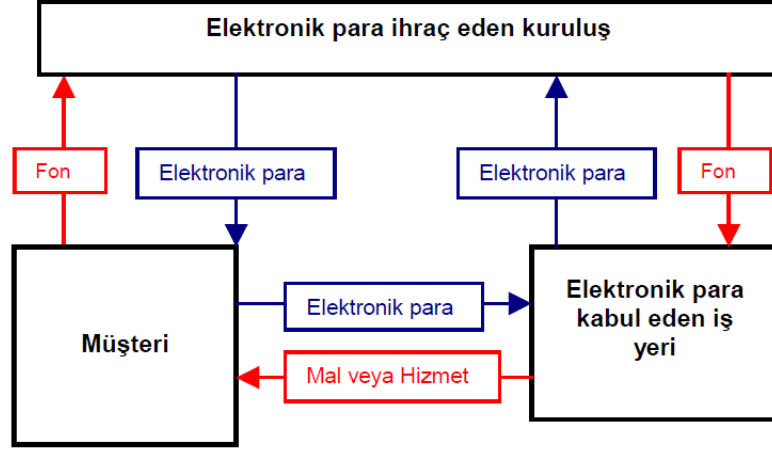 Elektronik para ihraç eden kuruluş
Fon
Elektronik para
Elektronik para
Fon
Müşteri
Elektronik para
Mal veya Hizmet
Elektronik para
kabul eden iş
yeri